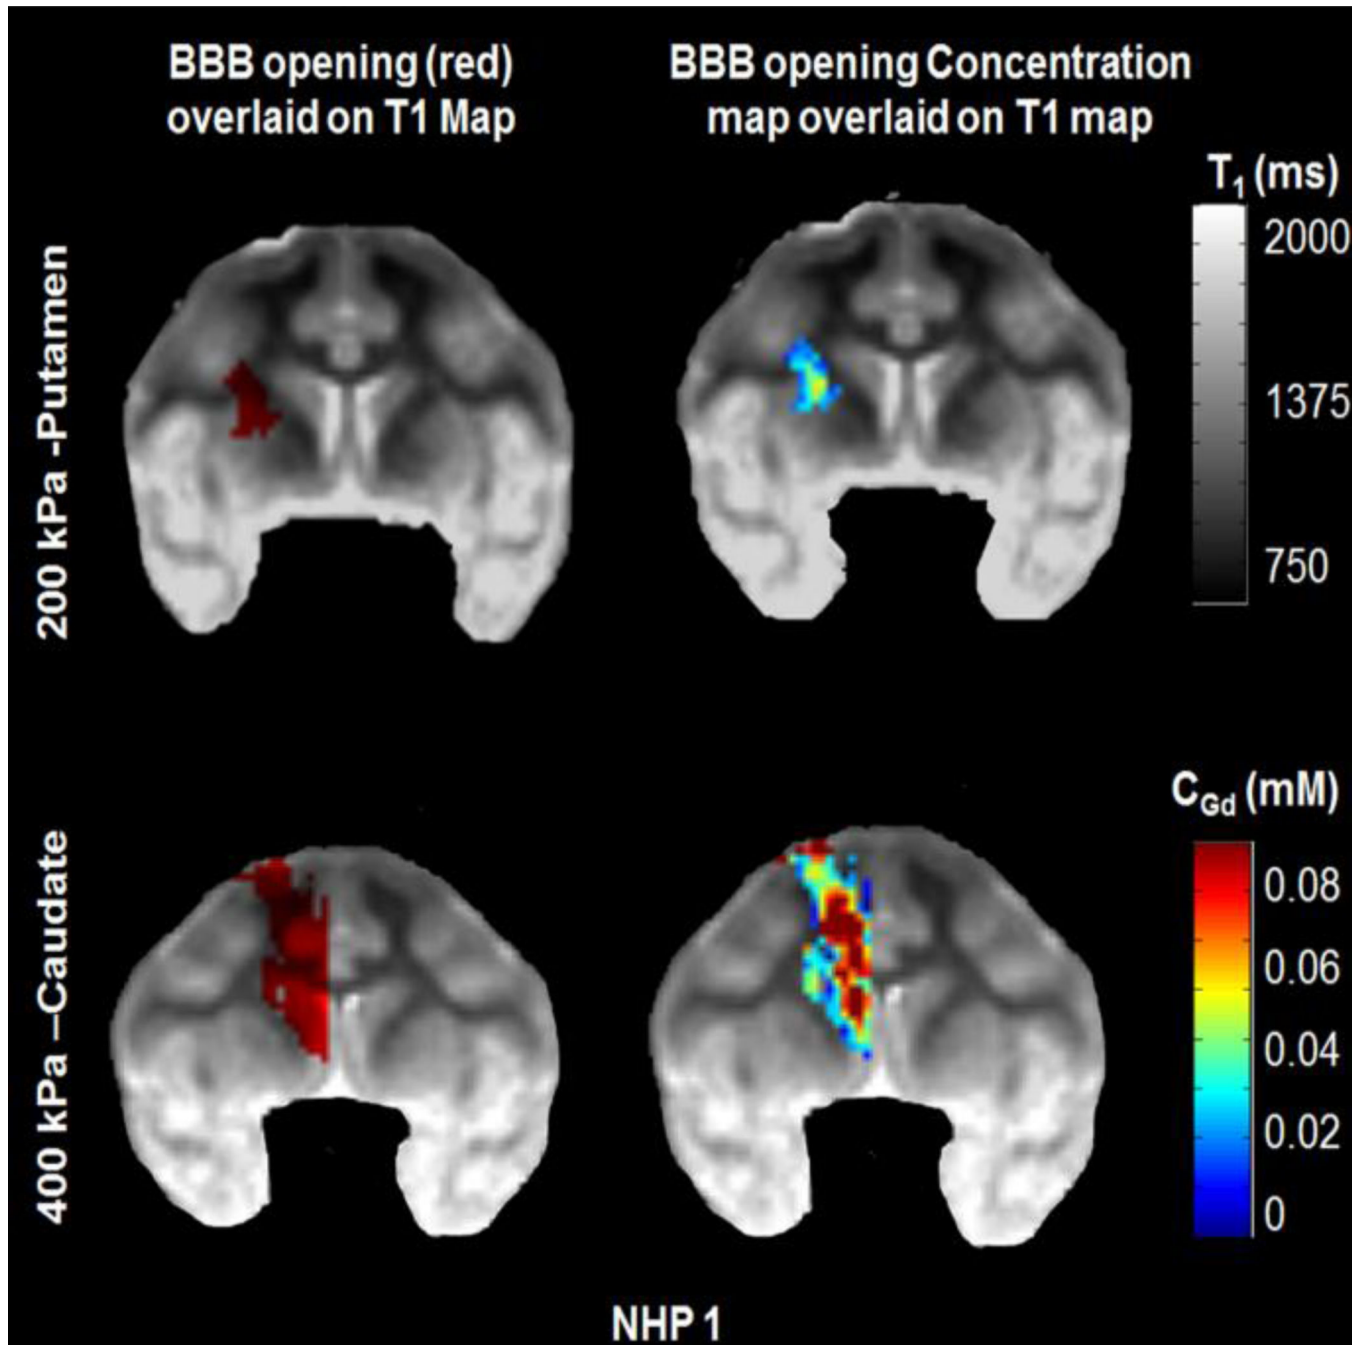 BBB opening (red)
overlaid on T1 Map
BBB opening Concentration
map overlaid on T1 map
T₁ (ms)
2000
1375
750
200 kPa -Putamen
C_Gd (mM)
0.08
0.06
0.04
0.02
0
400 kPa –Caudate
NHP 1